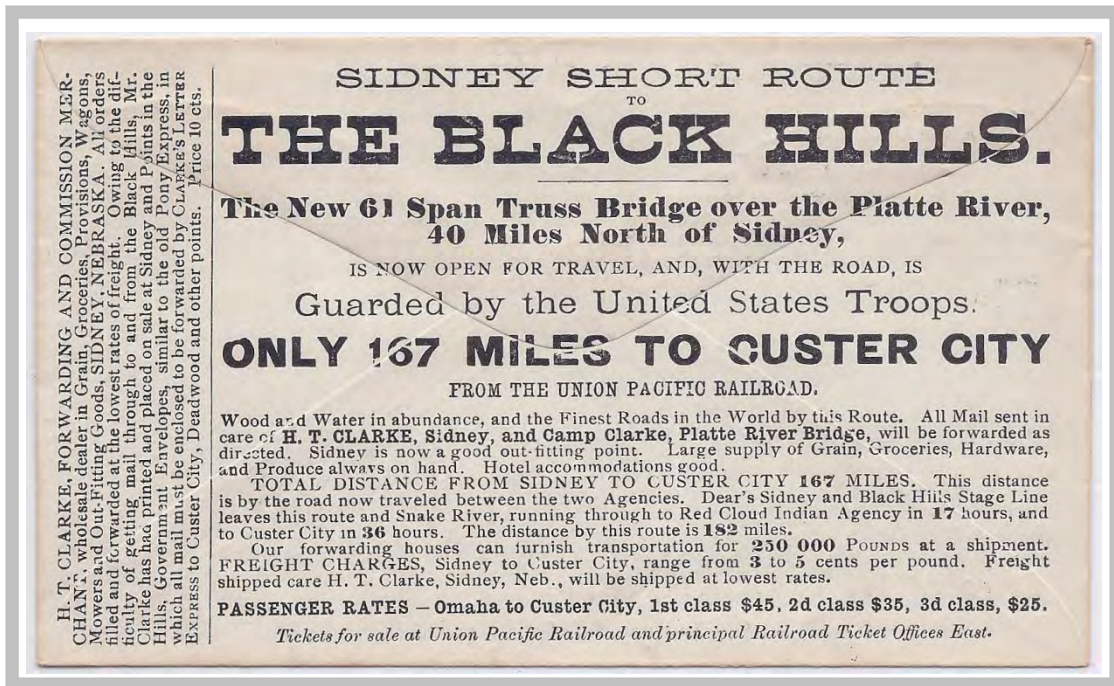 H. T. CLARKE, FORWARDING AND COMMISSION MER-
CHANT, wholesale dealer in Grain, Groceries, Provisions, Wagons,
Mowers and Out-Fitting Goods, SIDNEY, NEBRASKA. All orders
filled and forwarded at the lowest rates of freight. Owing to the dif-
ficulty of getting mail through to and from the Black Hills, Mr.
Clarke has had printed and placed on sale at Sidney and Points in the
Hills, Government Envelopes, similar to the old Pony Express, in
which all mail must be enclosed to be forwarded by CLARKE'S LETTER
EXPRESS to Custer City, Deadwood and other points. Price 10 cts.
SIDNEY SHORT ROUTE
TO
THE BLACK HILLS.
The New 61 Span Truss Bridge over the Platte River,
40 Miles North of Sidney,
IS NOW OPEN FOR TRAVEL, AND, WITH THE ROAD, IS
Guarded by the United States Troops.
ONLY 167 MILES TO CUSTER CITY
FROM THE UNION PACIFIC RAILROAD.
Wood and Water in abundance, and the Finest Roads in the World by this Route. All Mail sent in
care of H. T. CLARKE, Sidney, and Camp Clarke, Platte River Bridge, will be forwarded as
directed. Sidney is now a good out-fitting point. Large supply of Grain, Groceries, Hardware,
and Produce always on hand. Hotel accommodations good.
TOTAL DISTANCE FROM SIDNEY TO CUSTER CITY 167 MILES. This distance
is by the road now traveled between the two Agencies. Dear's Sidney and Black Hills Stage Line
leaves this route and Snake River, running through to Red Cloud Indian Agency in 17 hours, and
to Custer City in 36 hours. The distance by this route is 182 miles.
Our forwarding houses can furnish transportation for 250 000 POUNDS at a shipment.
FREIGHT CHARGES, Sidney to Custer City, range from 3 to 5 cents per pound. Freight
shipped care H. T. Clarke, Sidney, Neb., will be shipped at lowest rates.
PASSENGER RATES – Omaha to Custer City, 1st class $45, 2d class $35, 3d class, $25.
Tickets for sale at Union Pacific Railroad and principal Railroad Ticket Offices East.